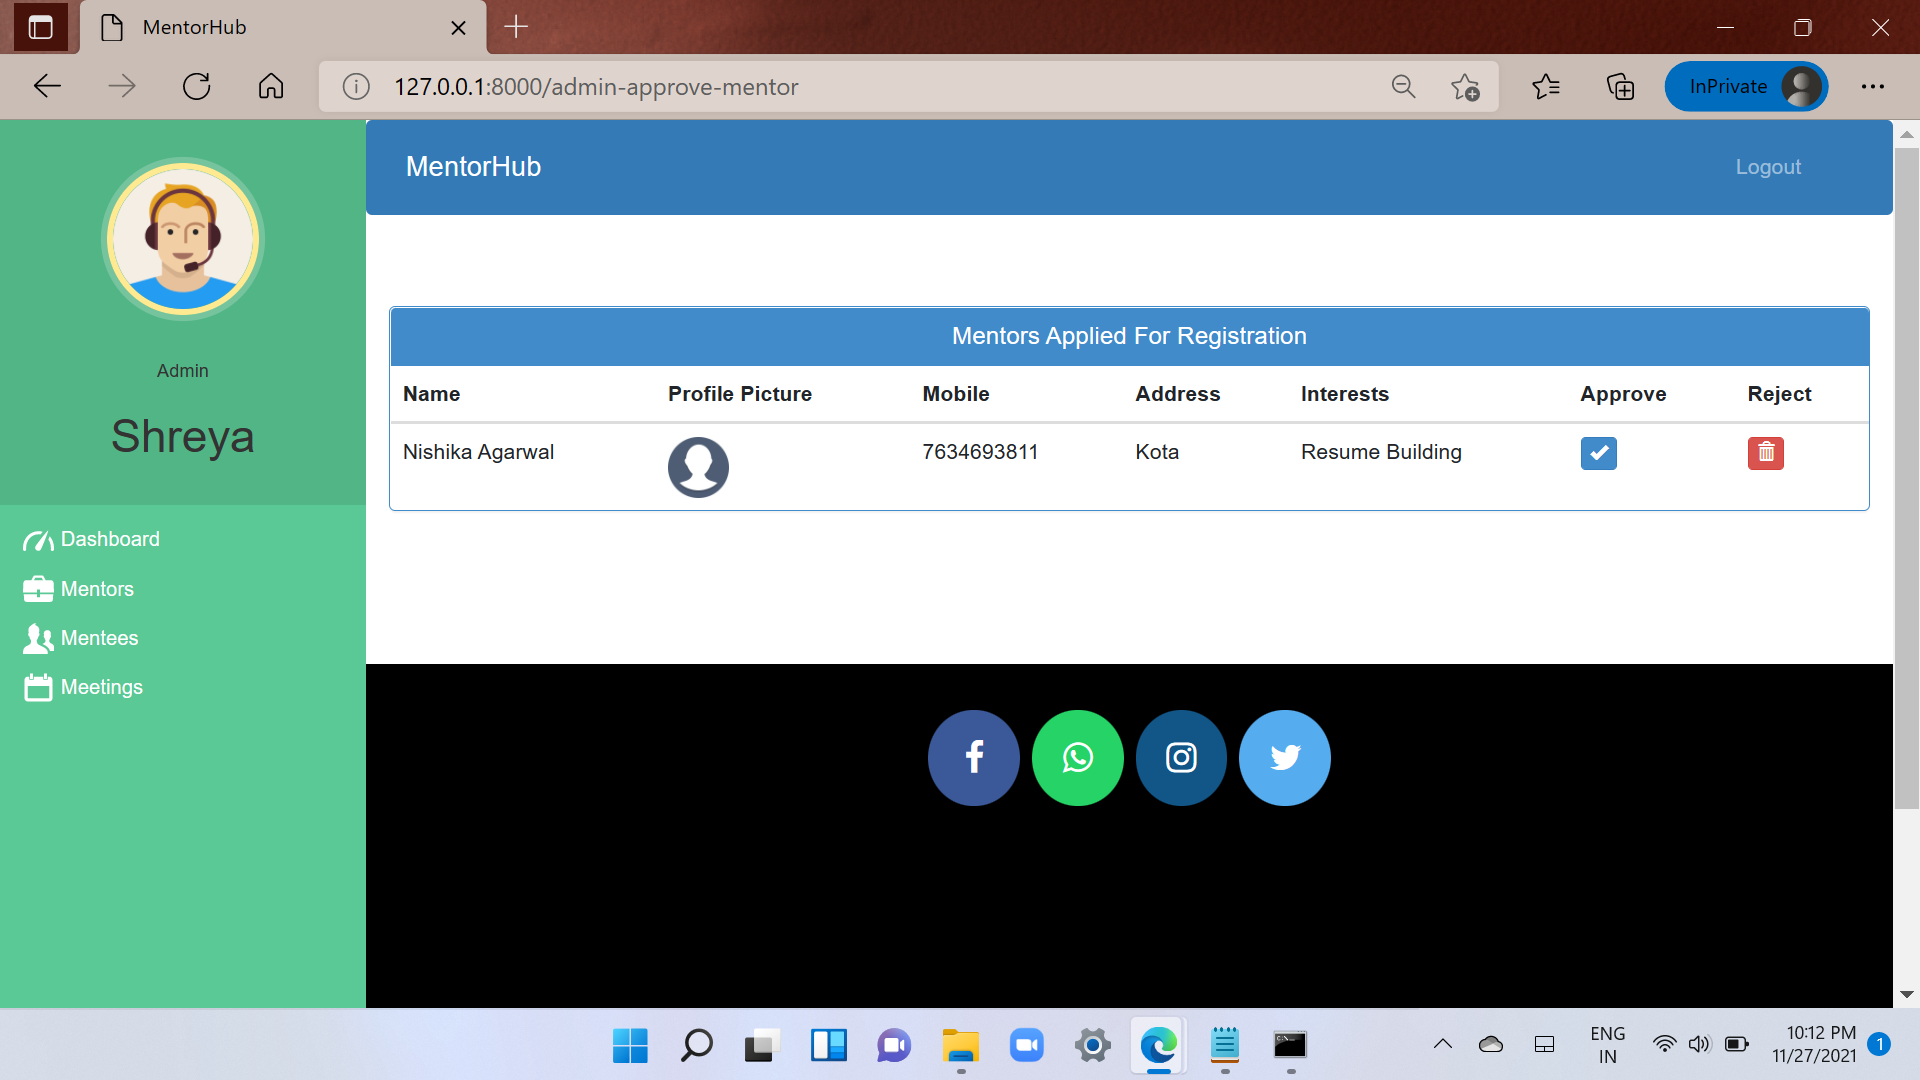 MentorHub
127.0.0.1:8000/admin-approve-mentor
InPrivate
MentorHub
Logout
Admin
Shreya
Dashboard
Mentors
Mentees
Meetings
Mentors Applied For Registration
Name Profile Picture Mobile Address Interests Approve Reject
Nishika Agarwal 7634693811 Kota Resume Building
ENG
IN
10:12 PM
11/27/2021
1